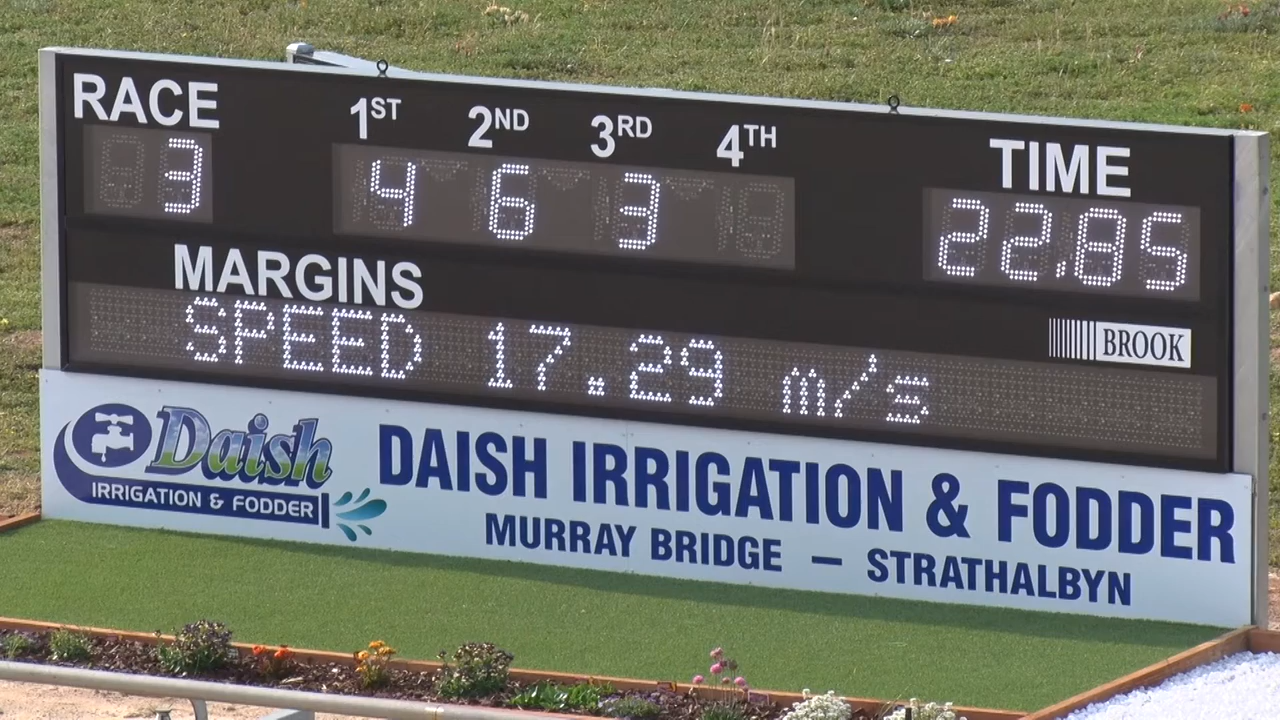 RACE 1ST 2ND 3RD 4TH TIME
3 4 6 3 22.85
MARGINS
BROOK
SPEED 17.29 m/s
Daish
IRRIGATION & FODDER
DAISH IRRIGATION & FODDER
MURRAY BRIDGE — STRATHALBYN